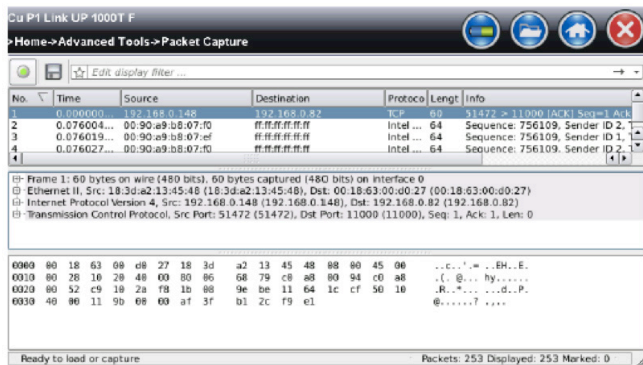 Cu P1 Link UP 1000T F
>Home->Advanced Tools->Packet Capture
Edit display filter ...
No. Time Source Destination Protoco Lengt Info
1 0.000000... 192.168.0.148 192.168.0.82 TCP 60 51472 > 11000 [ACK] Seq=1 Ack
2 0.076004... 00:90:a9:b8:07:f0 ff:ff:ff:ff:ff:ff Intel ... 64 Sequence: 756109, Sender ID 2, T
3 0.076019... 00:90:a9:b8:07:ef ff:ff:ff:ff:ff:ff Intel ... 64 Sequence: 756109, Sender ID 1, T
4 0.076027... 00:90:a9:b8:07:f0 ff:ff:ff:ff:ff:ff Intel ... 64 Sequence: 756109, Sender ID 2, T
Frame 1: 60 bytes on wire (480 bits), 60 bytes captured (480 bits) on interface 0
Ethernet II, Src: 18:3d:a2:13:45:48 (18:3d:a2:13:45:48), Dst: 00:18:63:00:d0:27 (00:18:63:00:d0:27)
Internet Protocol Version 4, Src: 192.168.0.148 (192.168.0.148), Dst: 192.168.0.82 (192.168.0.82)
Transmission Control Protocol, Src Port: 51472 (51472), Dst Port: 11000 (11000), Seq: 1, Ack: 1, Len: 0
0000 00 18 63 00 d0 27 18 3d a2 13 45 48 08 00 45 00 ..c..'.= ..EH..E.
0010 00 28 10 20 40 00 80 06 68 79 c0 a8 00 94 c0 a8 .(. @... hy......
0020 00 52 c9 10 2a f8 1b 08 9e be 11 64 1c cf 50 10 .R..*... ...d..P.
0030 40 00 11 9b 00 00 af 3f b1 2c f9 e1 @......? .,..
Ready to load or capture Packets: 253 Displayed: 253 Marked: 0